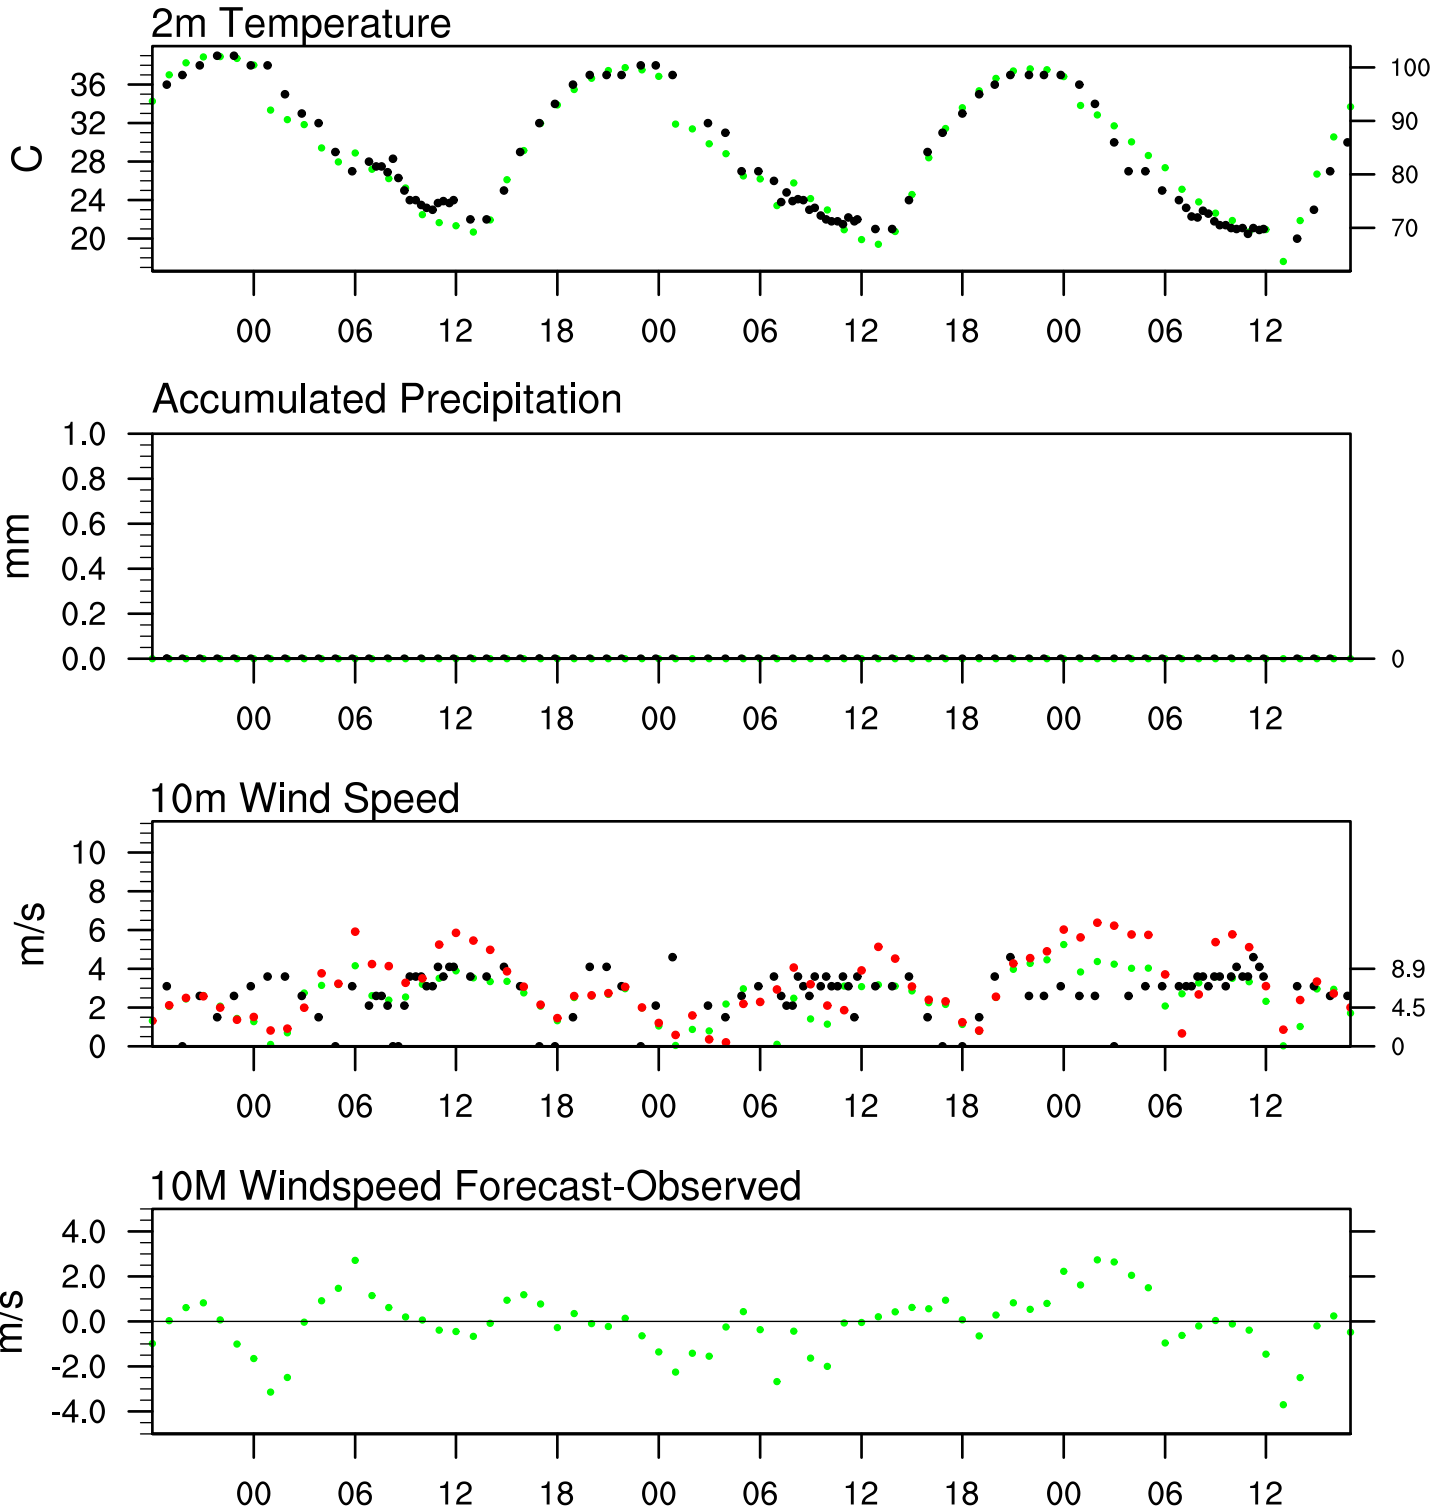 2m Temperature
C
36
32
28
24
20
100
90
80
70
00 06 12 18 00 06 12 18 00 06 12
Accumulated Precipitation
mm
1.0
0.8
0.6
0.4
0.2
0.0
0
00 06 12 18 00 06 12 18 00 06 12
10m Wind Speed
m/s
10
8
6
4
2
0
8.9
4.5
0
00 06 12 18 00 06 12 18 00 06 12
10M Windspeed Forecast-Observed
m/s
4.0
2.0
0.0
-2.0
-4.0
00 06 12 18 00 06 12 18 00 06 12